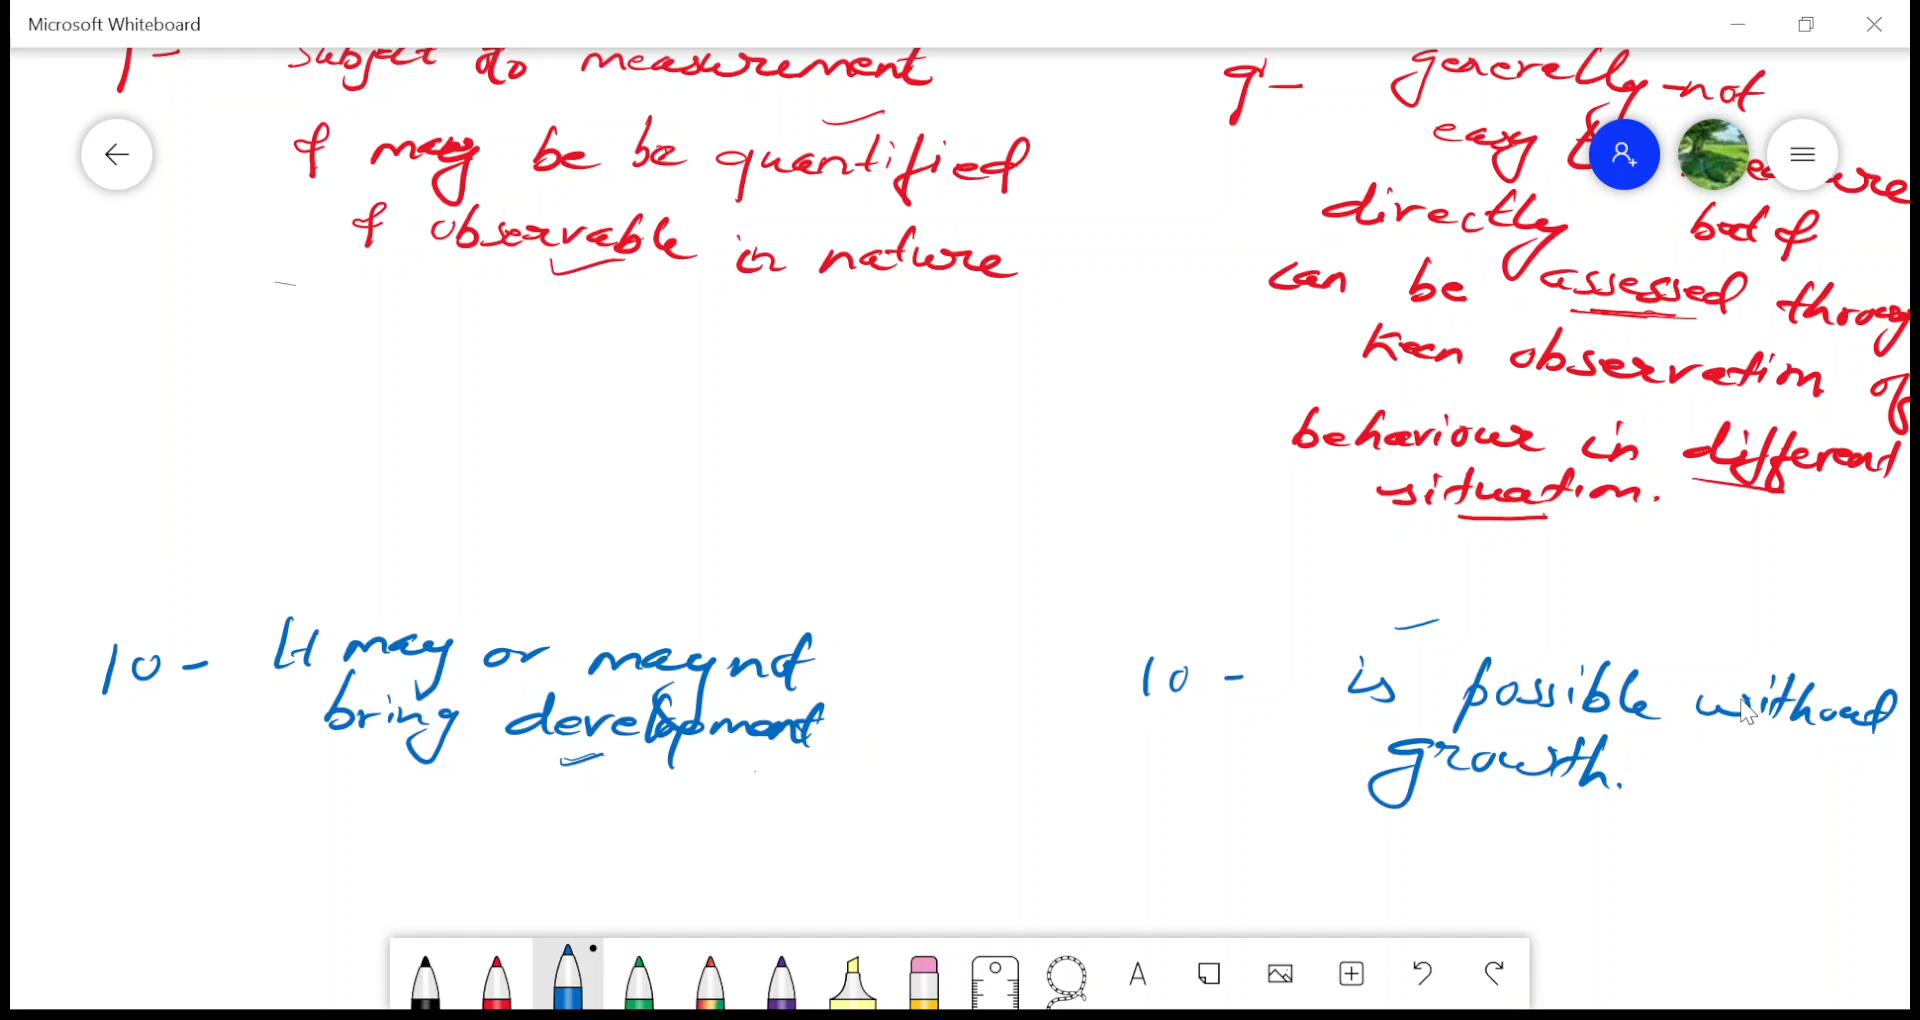 Microsoft Whiteboard
subject to measurement
& may be be quantified
& observable in nature
9- generally not
easy
directly but &
can be assessed
keen observation of
behaviour in different
situation.
10- It may or may not
bring development
10- is possible without
growth.
A